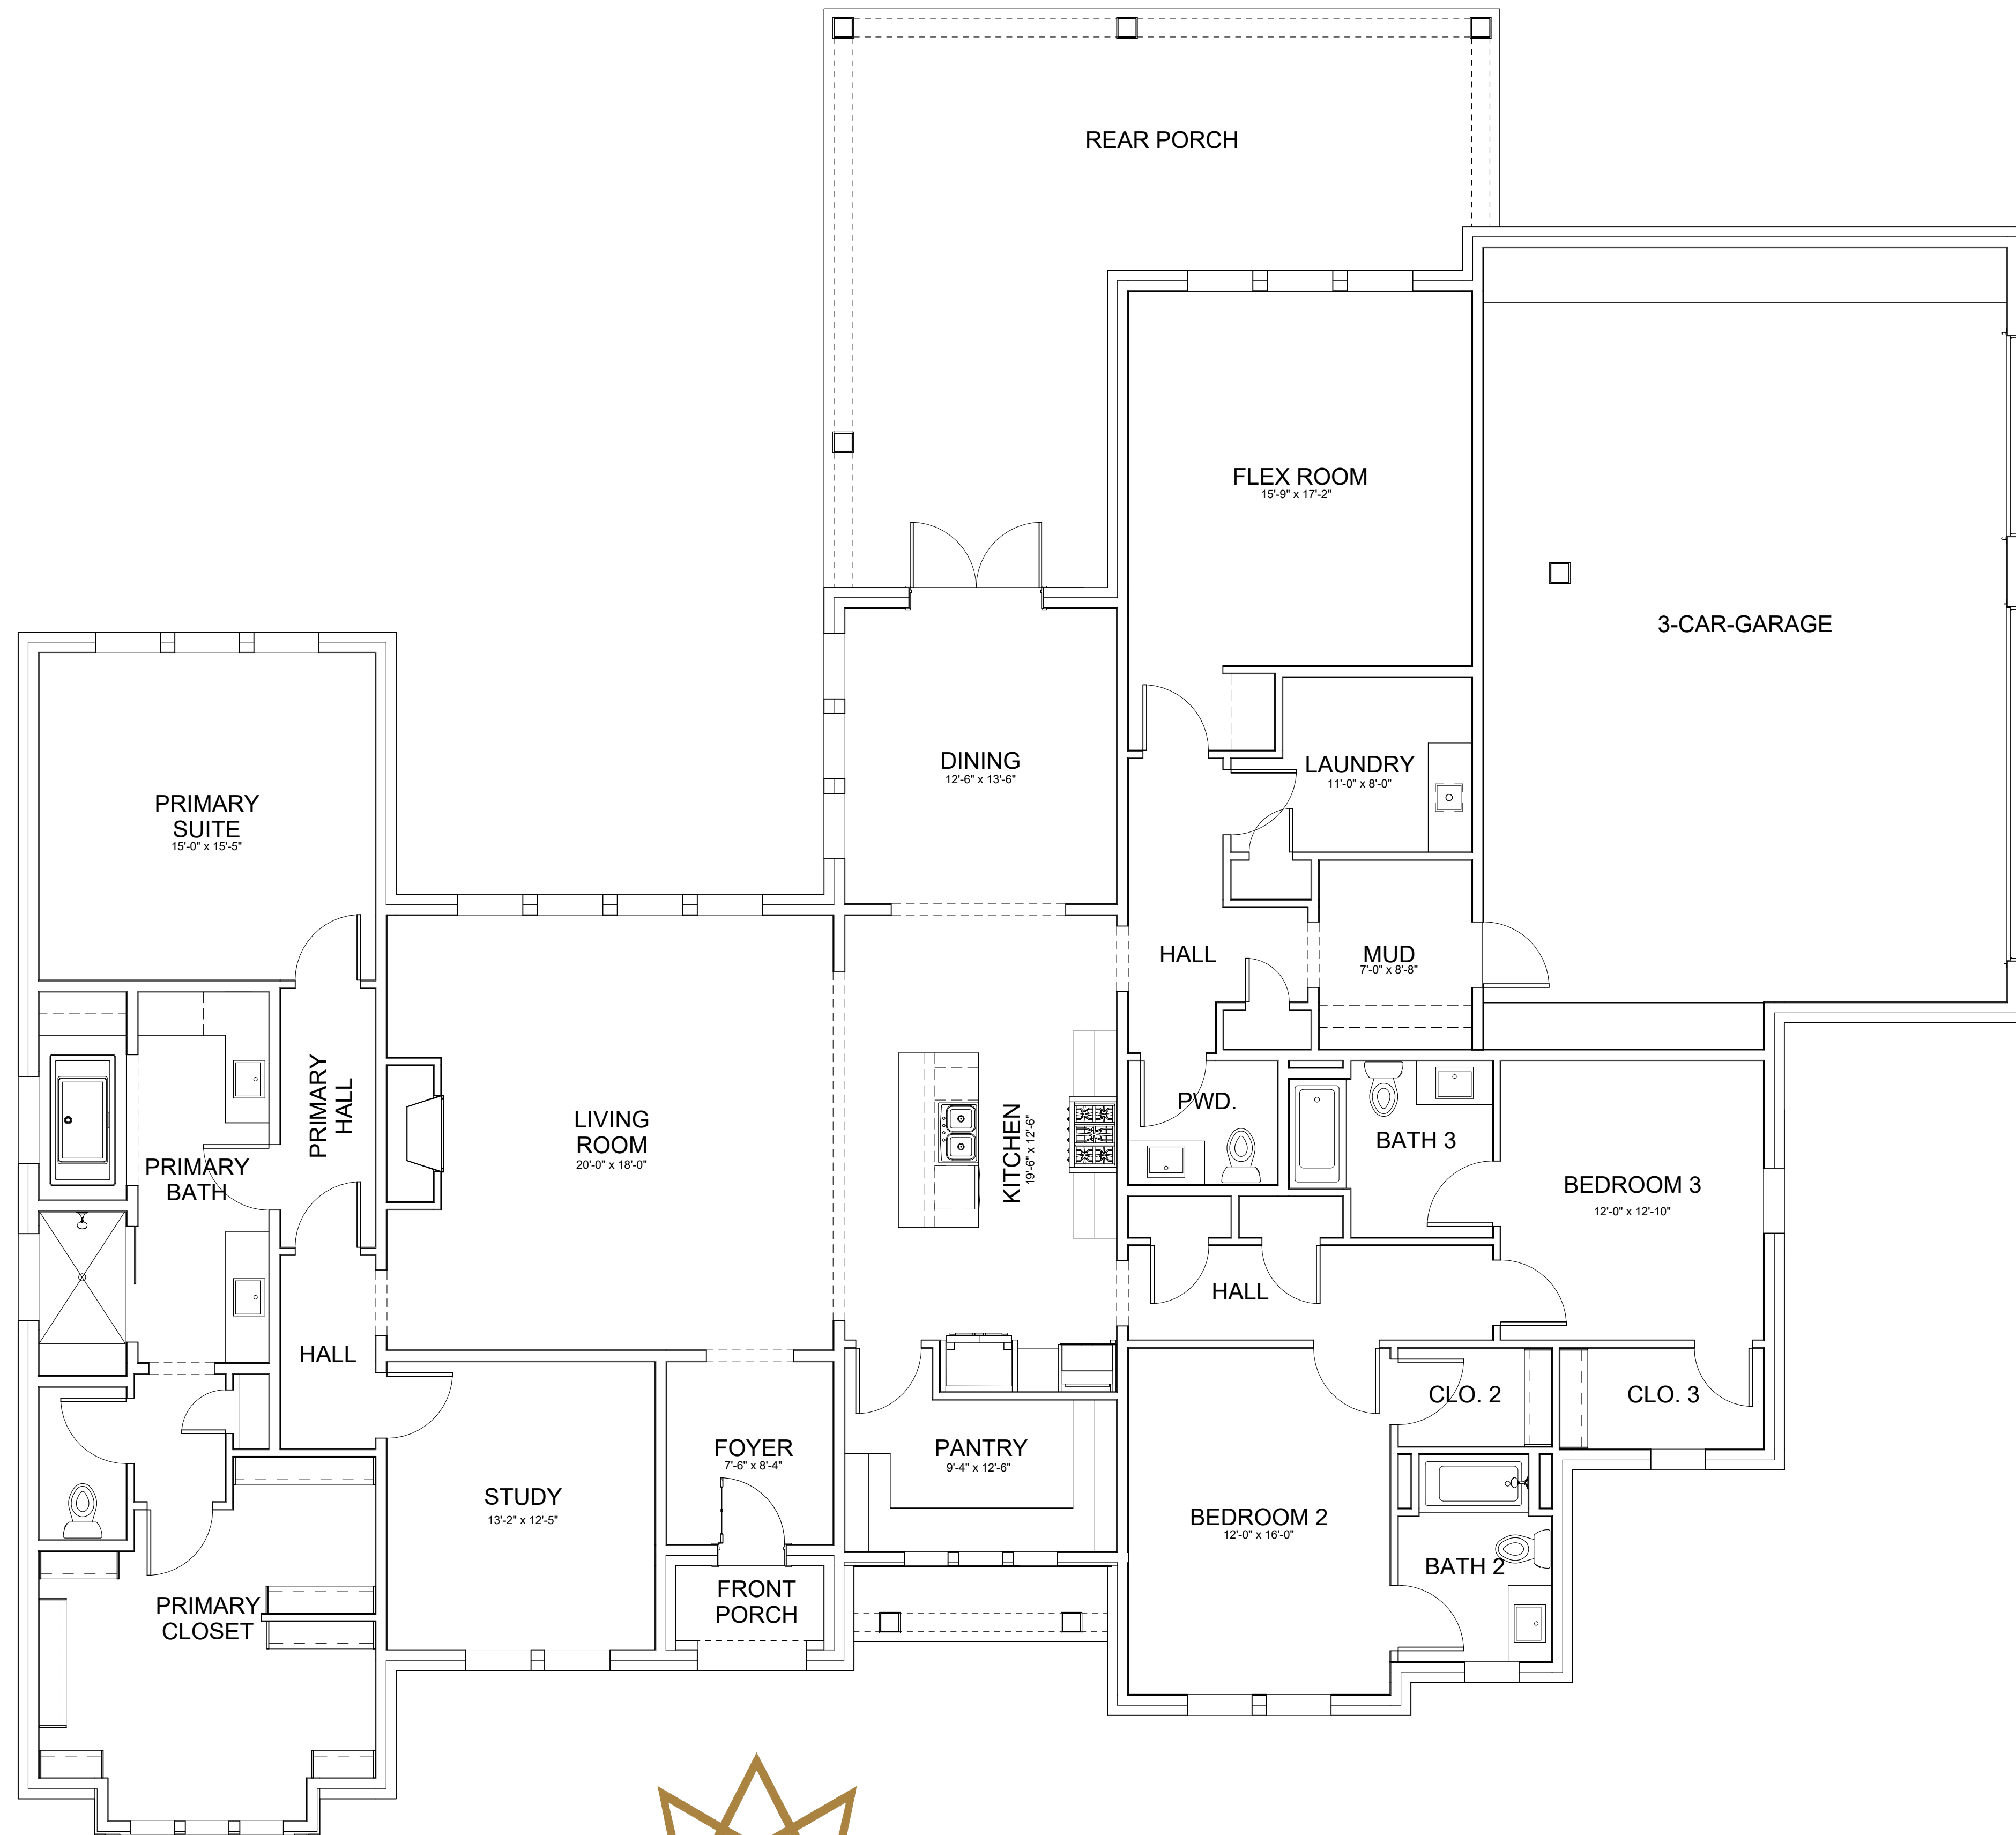 REAR PORCH
FLEX ROOM
15'-9" x 17'-2"
3-CAR-GARAGE
DINING
12'-6" x 13'-6"
LAUNDRY
11'-0" x 8'-0"
PRIMARY
SUITE
15'-0" x 15'-5"
HALL
MUD
7'-0" x 8'-8"
PRIMARY
HALL
LIVING
ROOM
20'-0" x 18'-0"
KITCHEN
19'-6" x 12'-6"
PWD.
BATH 3
PRIMARY
BATH
BEDROOM 3
12'-0" x 12'-10"
HALL
HALL
CLO. 2
CLO. 3
FOYER
7'-6" x 8'-4"
PANTRY
9'-4" x 12'-6"
STUDY
13'-2" x 12'-5"
BEDROOM 2
12'-0" x 16'-0"
BATH 2
FRONT
PORCH
PRIMARY
CLOSET